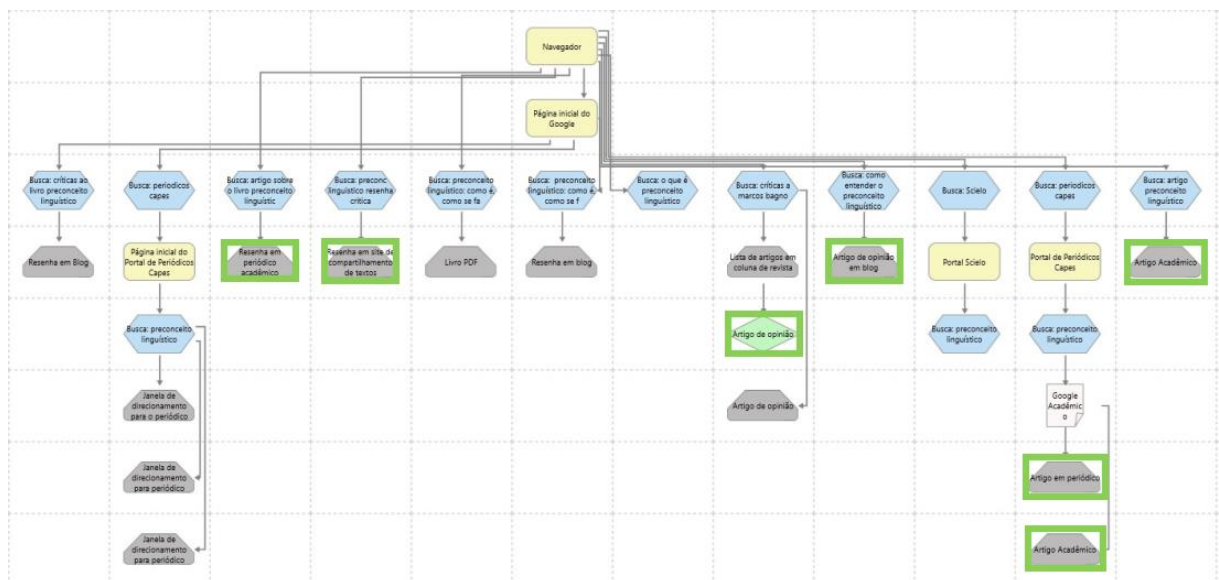 Navegador
Página inicial do
Google
Busca: críticas ao
livro preconceito
linguístico
Busca: periodicos
capes
Busca: artigo sobre
o livro preconceito
linguístic
Busca: preconc
linguistico resenha
critica
Busca: preconceito
linguístico: como é,
como se fa
Busca: preconceito
linguístico: como é,
como se f
Busca: o que é
preconceito
linguístico
Busca: críticas a
marcos bagno
Busca: como
entender o
preconceito
linguístico
Busca: Scielo
Busca: periodicos
capes
Busca: artigo
preconceito
linguístico
Resenha em Blog
Página inicial do
Portal de Periódicos
Capes
Resenha em
periódico
acadêmico
Resenha em site de
compartilhamento
de textos
Livro PDF
Resenha em blog
Lista de artigos em
coluna de revista
Artigo de opinião
em blog
Portal Scielo
Portal de Periódicos
Capes
Artigo Acadêmico
Busca: preconceito
linguístico
Artigo de opinião
Busca: preconceito
linguístico
Busca: preconceito
linguístico
Janela de
direcionamento
para o periódico
Artigo de opinião
Google
Acadêmic
o
Janela de
direcionamento
para periódico
Artigo em periódico
Janela de
direcionamento
para periódico
Artigo Acadêmico